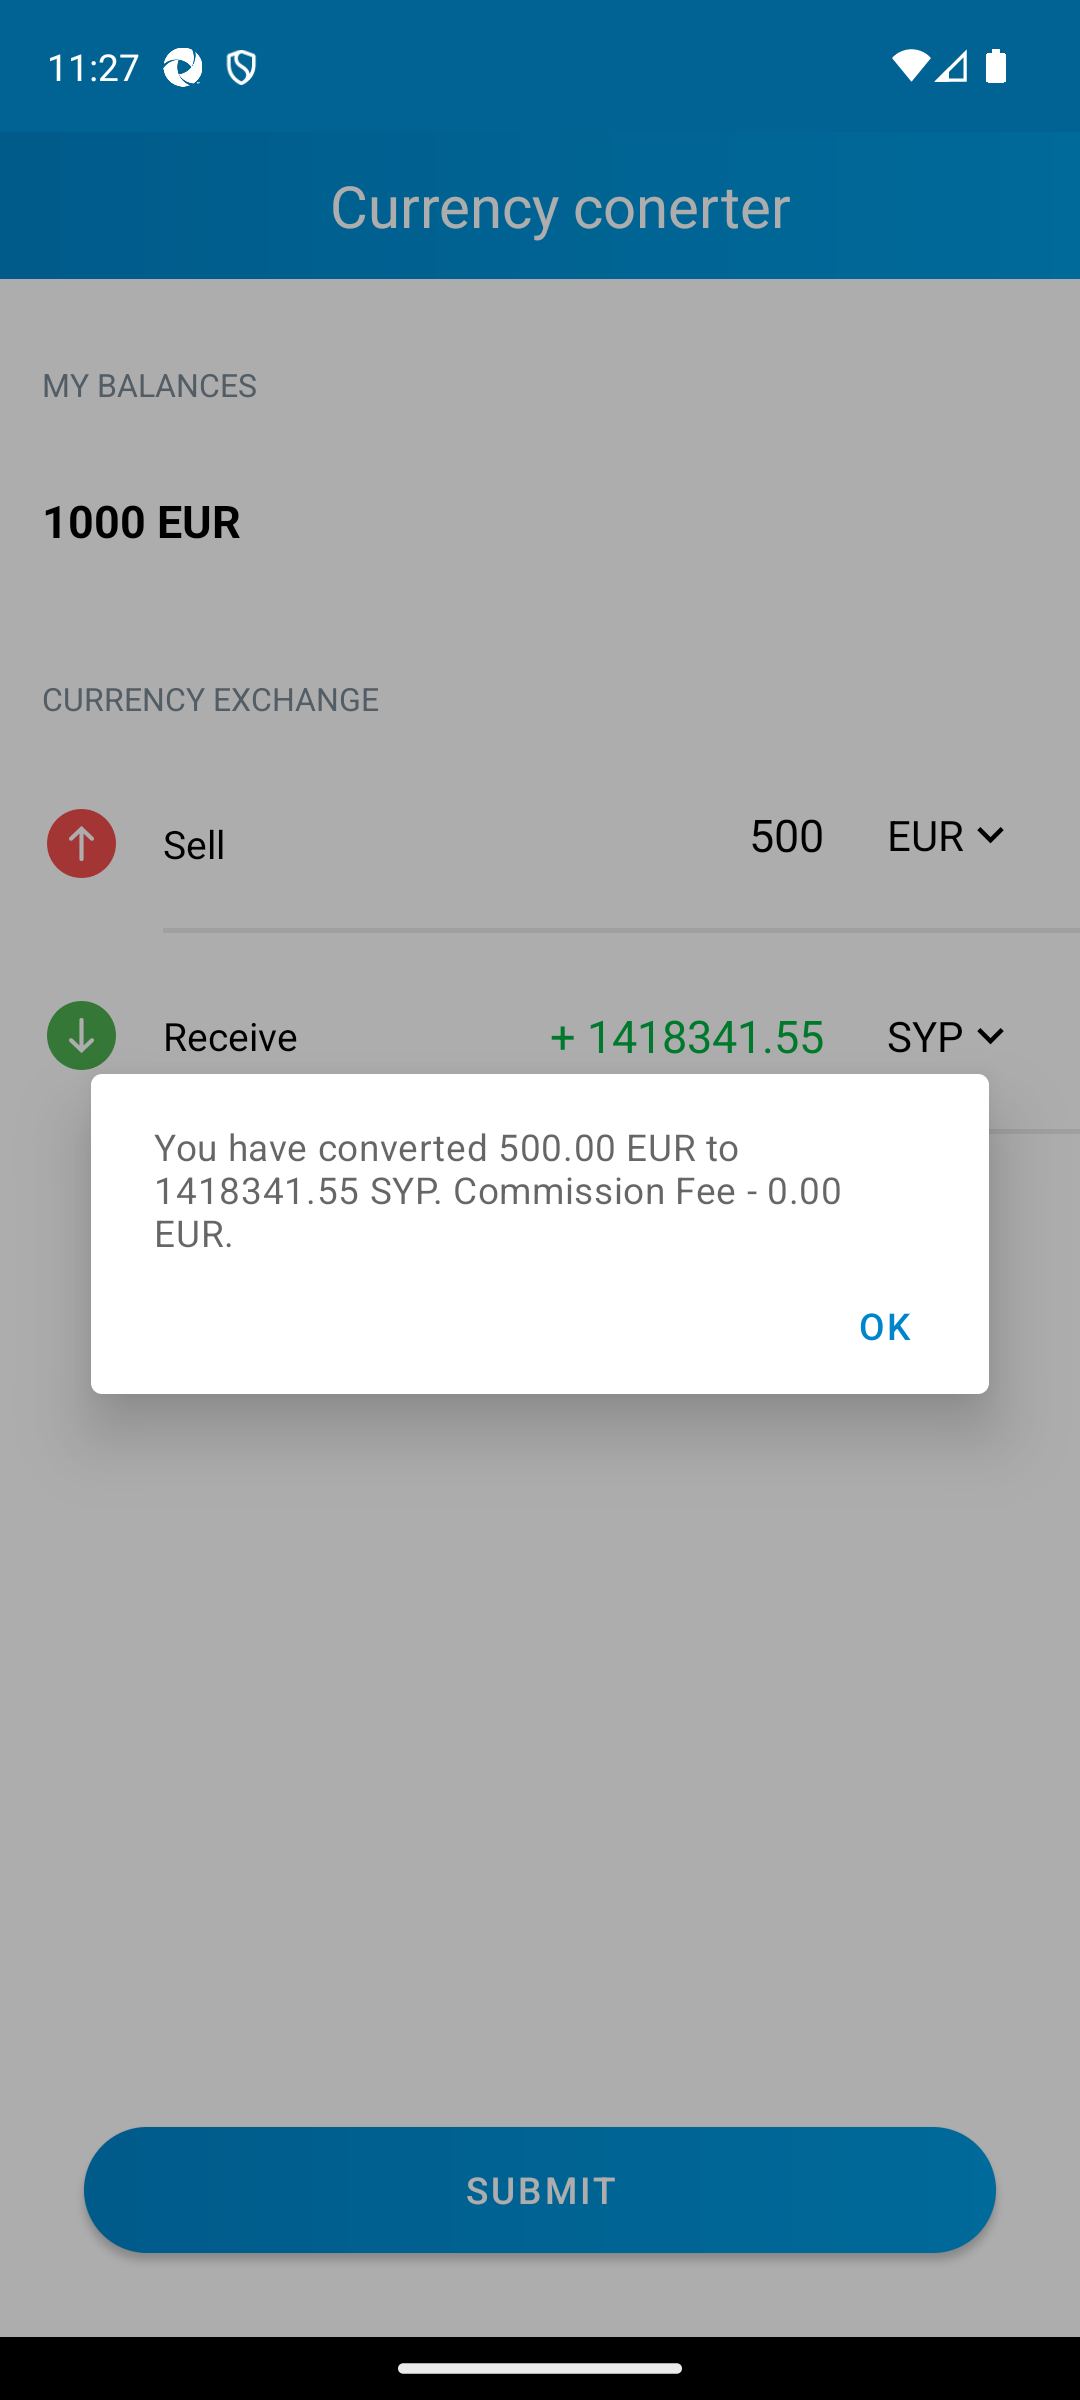 11:27
Currency conerter
MY BALANCES
1000 EUR
CURRENCY EXCHANGE
Sell 500 EUR
Receive + 1418341.55 SYP
You have converted 500.00 EUR to
1418341.55 SYP. Commission Fee - 0.00
EUR.
OK
SUBMIT